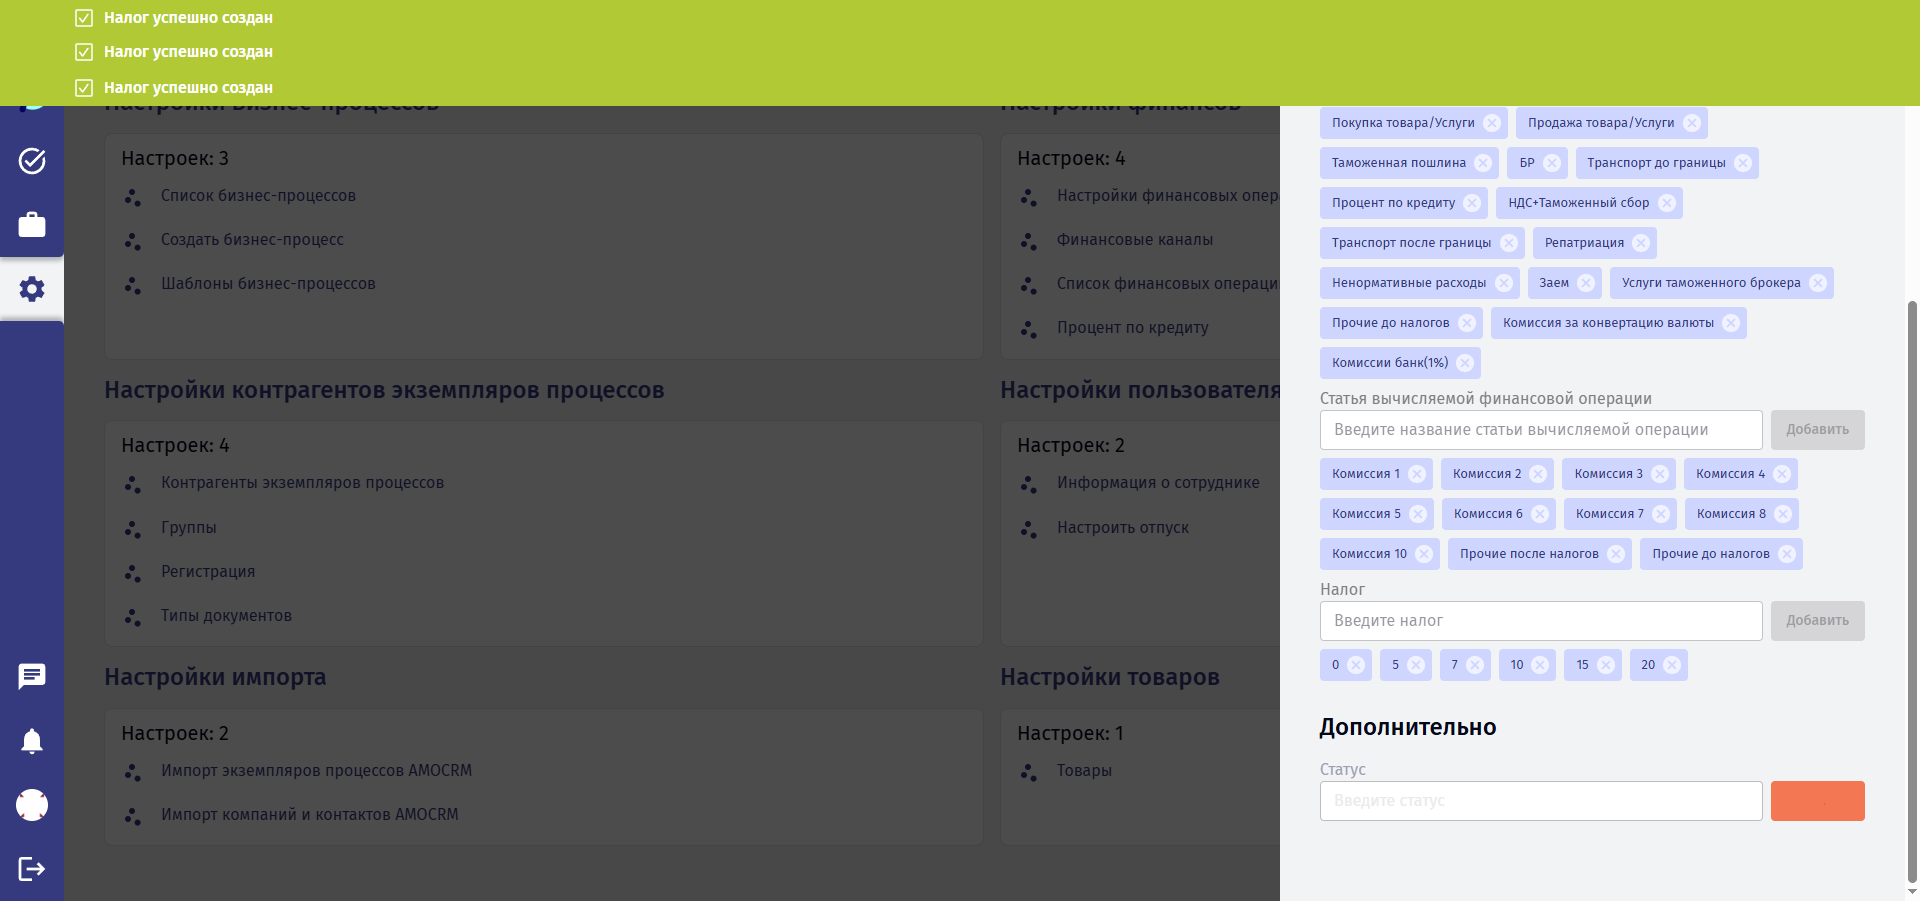 Налог успешно создан
Налог успешно создан
Налог успешно создан
Настройки бизнес-процессов
Настройки финансов
Настроек: 3
Список бизнес-процессов
Создать бизнес-процесс
Шаблоны бизнес-процессов
Настроек: 4
Настройки финансовых опер
Финансовые каналы
Список финансовых операци
Процент по кредиту
Настройки контрагентов экземпляров процессов
Настройки пользователя
Настроек: 4
Контрагенты экземпляров процессов
Группы
Регистрация
Типы документов
Настроек: 2
Информация о сотруднике
Настроить отпуск
Настройки импорта
Настройки товаров
Настроек: 2
Импорт экземпляров процессов AMOCRM
Импорт компаний и контактов AMOCRM
Настроек: 1
Товары
Покупка товара/Услуги Продажа товара/Услуги
Таможенная пошлина БР Транспорт до границы
Процент по кредиту НДС+Таможенный сбор
Транспорт после границы Репатриация
Ненормативные расходы Заем Услуги таможенного брокера
Прочие до налогов Комиссия за конвертацию валюты
Комиссии банк(1%)
Статья вычисляемой финансовой операции
Введите название статьи вычисляемой операции Добавить
Комиссия 1 Комиссия 2 Комиссия 3 Комиссия 4
Комиссия 5 Комиссия 6 Комиссия 7 Комиссия 8
Комиссия 10 Прочие после налогов Прочие до налогов
Налог
Введите налог Добавить
0 5 7 10 15 20
Дополнительно
Статус
Введите статус